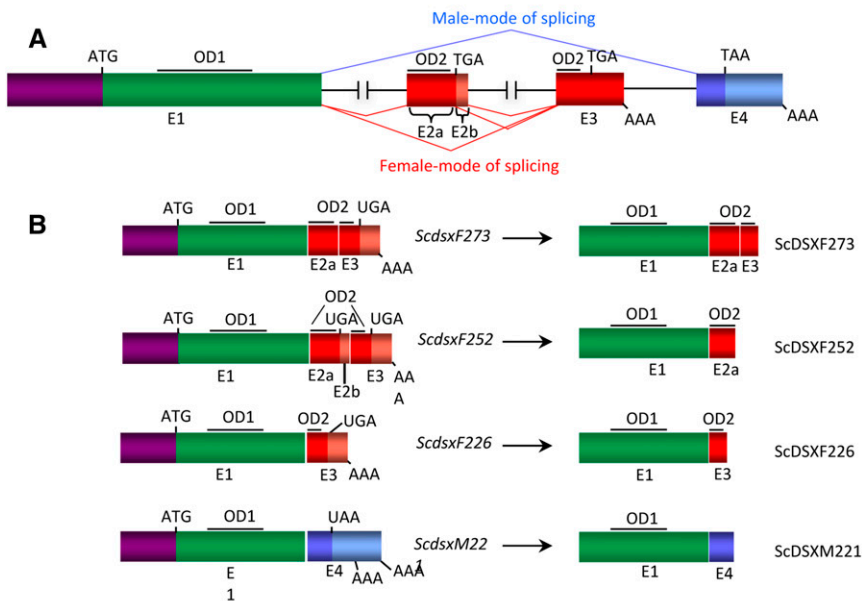 Male-mode of splicing
A
ATG OD1 OD2 TGA OD2 TGA TAA
E1 E2a E2b E3 AAA E4 AAA
Female-mode of splicing
B
ATG OD1 OD2 UGA ScdsxF273 OD1 OD2 ScDSXF273
E1 E2a E3 AAA E1 E2a E3
OD2
ATG OD1 UGA UGA ScdsxF252 OD1 OD2 ScDSXF252
E1 E2a E2b E3 AA E1 E2a
A
ATG OD1 OD2 UGA ScdsxF226 OD1 OD2 ScDSXF226
E1 E3 AAA E1 E3
ATG OD1 UAA ScdsxM22 OD1 ScDSXM221
E E4 AAA AAA 1 E1 E4
1